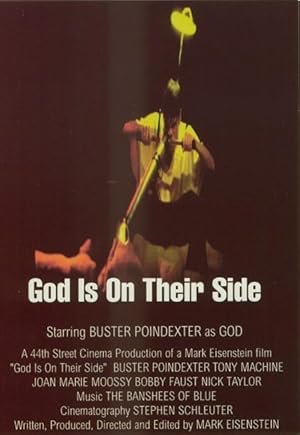 God Is On Their Side
Starring BUSTER POINDEXTER as GOD
A 44th Street Cinema Production of a Mark Eisenstein film
"God Is On Their Side" BUSTER POINDEXTER TONY MACHINE
JOAN MARIE MOOSSY BOBBY FAUST NICK TAYLOR
Music THE BANSHEES OF BLUE
Cinematography STEPHEN SCHLEUTER
Written, Produced, Directed and Edited by MARK EISENSTEIN